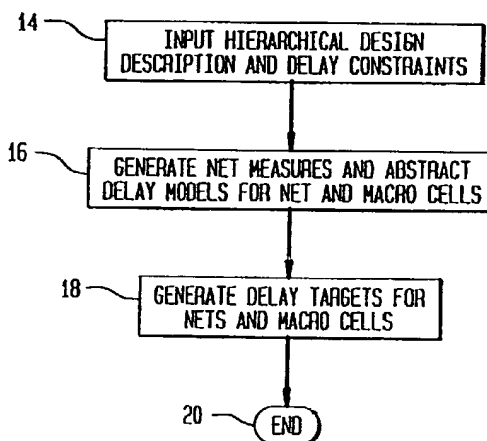 14
INPUT HIERARCHICAL DESIGN
DESCRIPTION AND DELAY CONSTRAINTS
16
GENERATE NET MEASURES AND ABSTRACT
DELAY MODELS FOR NET AND MACRO CELLS
18
GENERATE DELAY TARGETS FOR
NETS AND MACRO CELLS
20
END